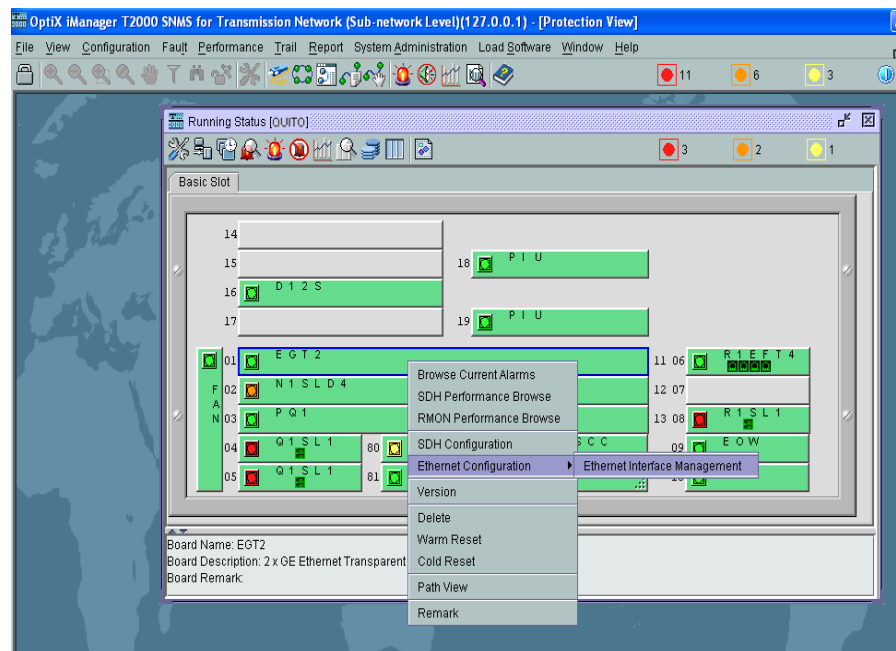 OptiX iManager T2000 SNMS for Transmission Network (Sub-network Level)(127.0.0.1) - [Protection View]
File View Configuration Fault Performance Trail Report System Administration Load Software Window Help
11 6 3
Running Status [QUITO]
3 2 1
Basic Slot
14
15
18 P I U
16 D 1 2 S
17
19 P I U
01 E G T 2
11 06 R 1 E F T 4
F A N
02 N 1 S L D 4
12 07
03 P Q 1
13 08 R 1 S L 1
04 Q 1 S L 1
80
S C C
09 E O W
05 Q 1 S L 1
81
Browse Current Alarms
SDH Performance Browse
RMON Performance Browse
SDH Configuration
Ethernet Configuration
Ethernet Interface Management
Version
Delete
Warm Reset
Cold Reset
Path View
Remark
Board Name: EGT2
Board Description: 2 x GE Ethernet Transparent
Board Remark: